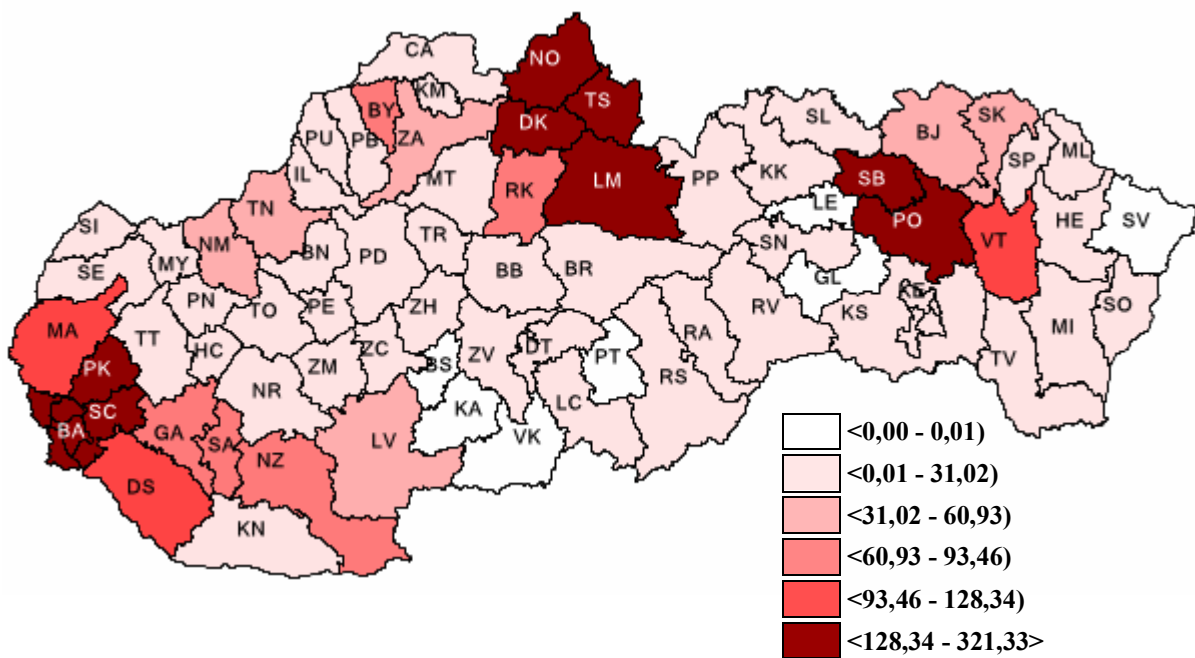 CA
NO
KM
TS
BY
DK
SL
SK
PU
PB
ZA
BJ
SP
ML
IL
MT
RK
LM
PP
KK
SB
TN
LE
HE
SV
SI
NM
BN
PD
TR
PO
VT
SE
MY
BB
BR
SN
GL
PN
TO
PE
ZH
RV
KS
KE
SO
MA
TT
HC
ZM
ZC
BS
ZV
DT
PT
RA
MI
TV
PK
NR
RS
SC
BA
KA
LC
GA
SA
NZ
LV
VK
DS
KN
<0,00 - 0,01)
<0,01 - 31,02)
<31,02 - 60,93)
<60,93 - 93,46)
<93,46 - 128,34)
<128,34 - 321,33>